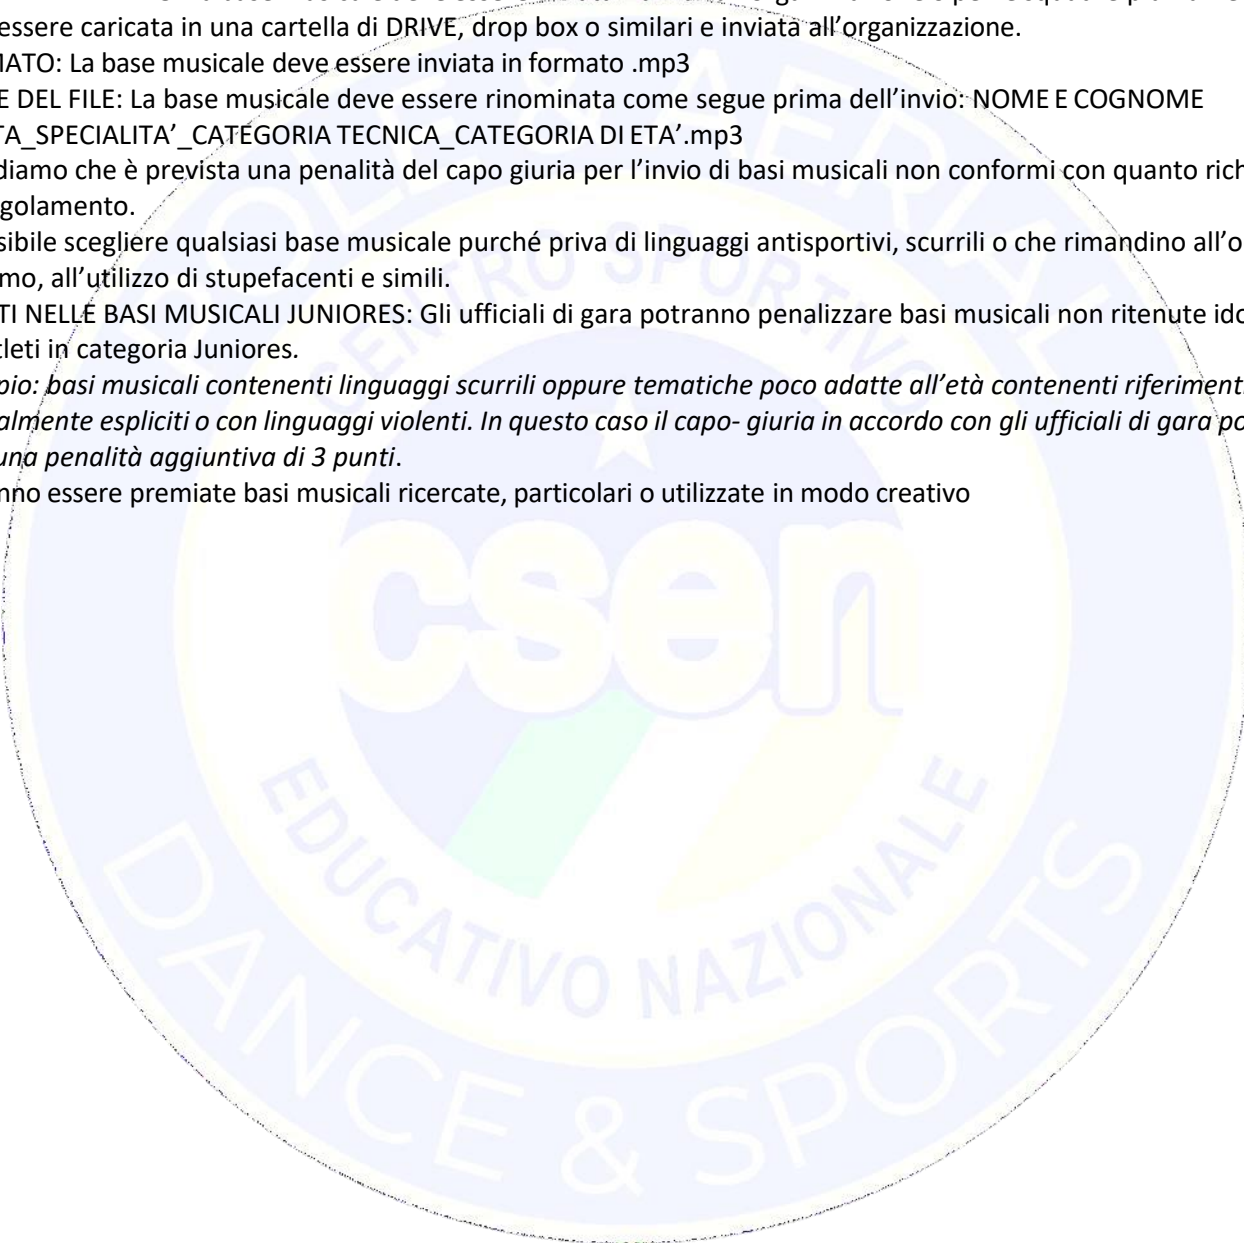 essere caricata in una cartella di DRIVE, drop box o similari e inviata all’organizzazione.
MATO: La base musicale deve essere inviata in formato .mp3
E DEL FILE: La base musicale deve essere rinominata come segue prima dell’invio: NOME E COGNOME
TA_SPECIALITA’_CATEGORIA TECNICA_CATEGORIA DI ETA’.mp3
diamo che è prevista una penalità del capo giuria per l’invio di basi musicali non conformi con quanto rich
golamento.
sibile scegliere qualsiasi base musicale purché priva di linguaggi antisportivi, scurrili o che rimandino all’o
mo, all’utilizzo di stupefacenti e simili.
TI NELLE BASI MUSICALI JUNIORES: Gli ufficiali di gara potranno penalizzare basi musicali non ritenute ido
tleti in categoria Juniores.
pio: basi musicali contenenti linguaggi scurrili oppure tematiche poco adatte all’età contenenti riferiment
almente espliciti o con linguaggi violenti. In questo caso il capo- giuria in accordo con gli ufficiali di gara po
una penalità aggiuntiva di 3 punti.
nno essere premiate basi musicali ricercate, particolari o utilizzate in modo creativo
POLE & AERIAL
CENTRO SPORTIVO
csen
EDUCATIVO NAZIONALE
DANCE & SPORTS